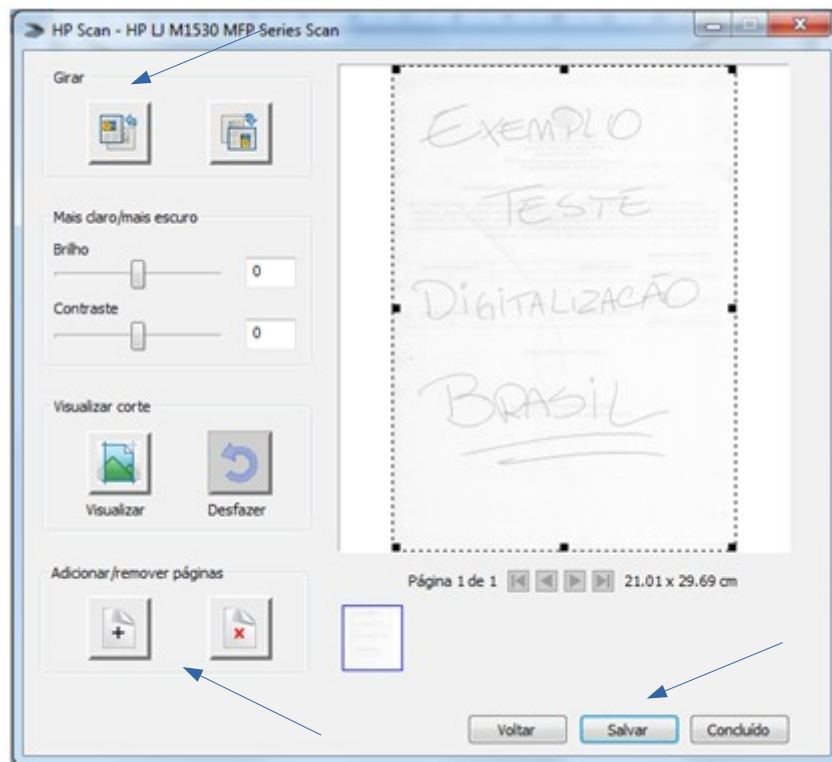 HP Scan - HP LJ M1530 MFP Series Scan
Girar
Mais claro/mais escuro
Brilho
0
Contraste
0
Visualizar corte
Visualizar
Desfazer
Adicionar/remover páginas
EXEMPLO
TESTE
DIGITALIZAÇÃO
BRASIL
Página 1 de 1
21.01 x 29.69 cm
Voltar
Salvar
Concluído